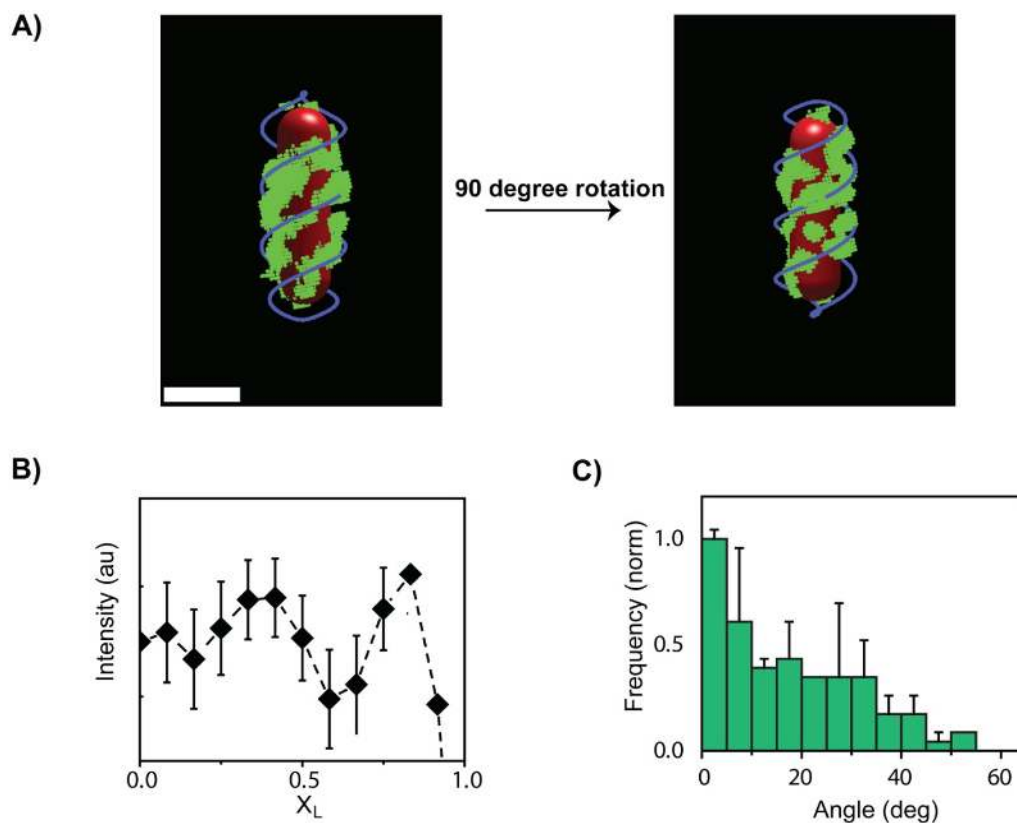 A)
90 degree rotation
B)
Intensity (au)
0.0
0.5
1.0
X_L
C)
Frequency (norm)
1.0
0.5
0.0
0
20
40
60
Angle (deg)